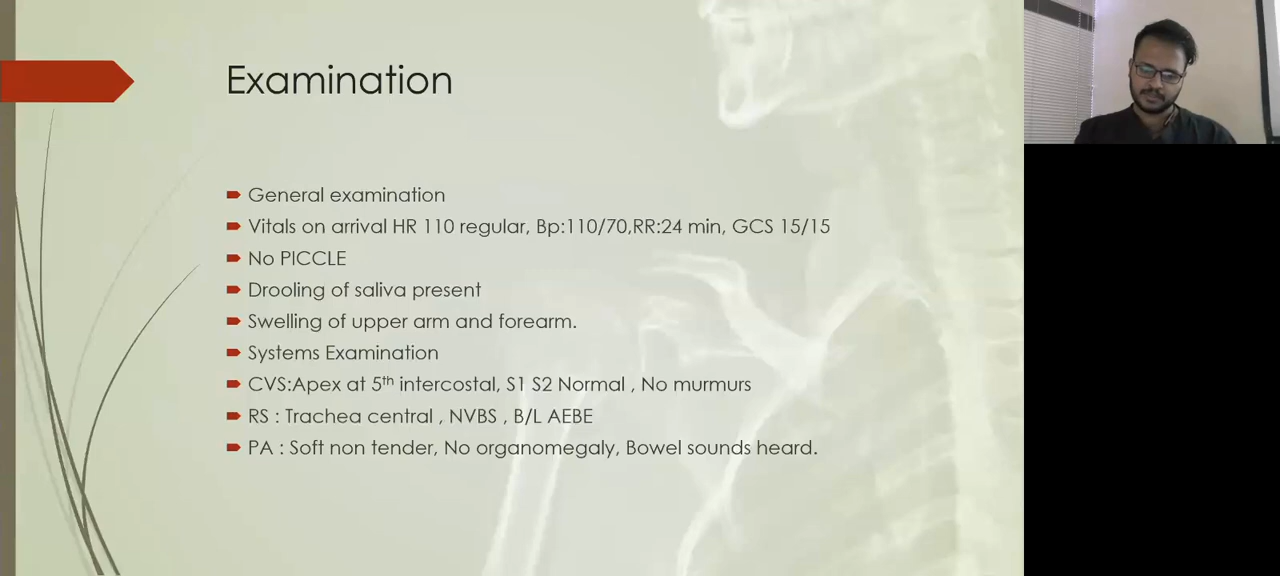 Examination
General examination
Vitals on arrival HR 110 regular, Bp:110/70,RR:24 min, GCS 15/15
No PICCLE
Drooling of saliva present
Swelling of upper arm and forearm.
Systems Examination
CVS:Apex at 5th intercostal, S1 S2 Normal , No murmurs
RS : Trachea central , NVBS , B/L AEBE
PA : Soft non tender, No organomegaly, Bowel sounds heard.